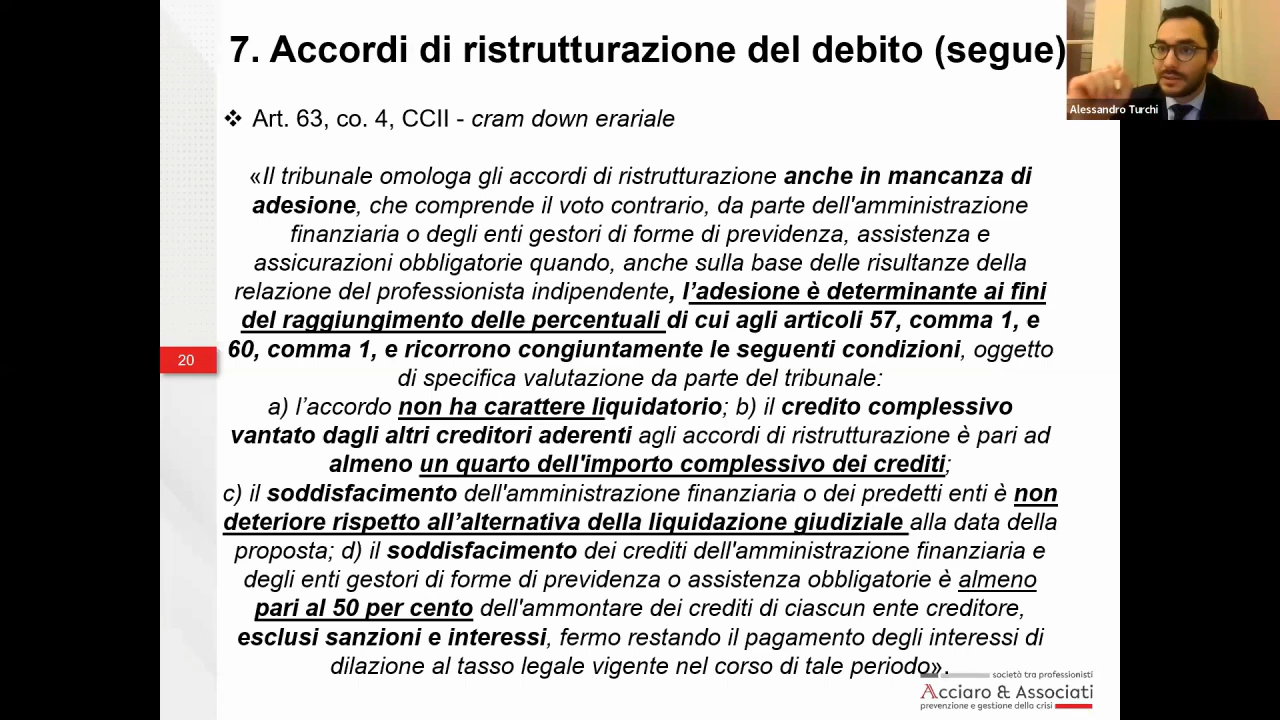 7. Accordi di ristrutturazione del debito (segue)
Alessandro Turchi
❖ Art. 63, co. 4, CCII - cram down erariale
«Il tribunale omologa gli accordi di ristrutturazione anche in mancanza di
adesione, che comprende il voto contrario, da parte dell'amministrazione
finanziaria o degli enti gestori di forme di previdenza, assistenza e
assicurazioni obbligatorie quando, anche sulla base delle risultanze della
relazione del professionista indipendente, l’adesione è determinante ai fini
del raggiungimento delle percentuali di cui agli articoli 57, comma 1, e
60, comma 1, e ricorrono congiuntamente le seguenti condizioni, oggetto
di specifica valutazione da parte del tribunale:
a) l’accordo non ha carattere liquidatorio; b) il credito complessivo
vantato dagli altri creditori aderenti agli accordi di ristrutturazione è pari ad
almeno un quarto dell'importo complessivo dei crediti;
c) il soddisfacimento dell'amministrazione finanziaria o dei predetti enti è non
deteriore rispetto all’alternativa della liquidazione giudiziale alla data della
proposta; d) il soddisfacimento dei crediti dell'amministrazione finanziaria e
degli enti gestori di forme di previdenza o assistenza obbligatorie è almeno
pari al 50 per cento dell'ammontare dei crediti di ciascun ente creditore,
esclusi sanzioni e interessi, fermo restando il pagamento degli interessi di
dilazione al tasso legale vigente nel corso di tale periodo».
20
società tra professionisti
Acciaro & Associati
prevenzione e gestione della crisi